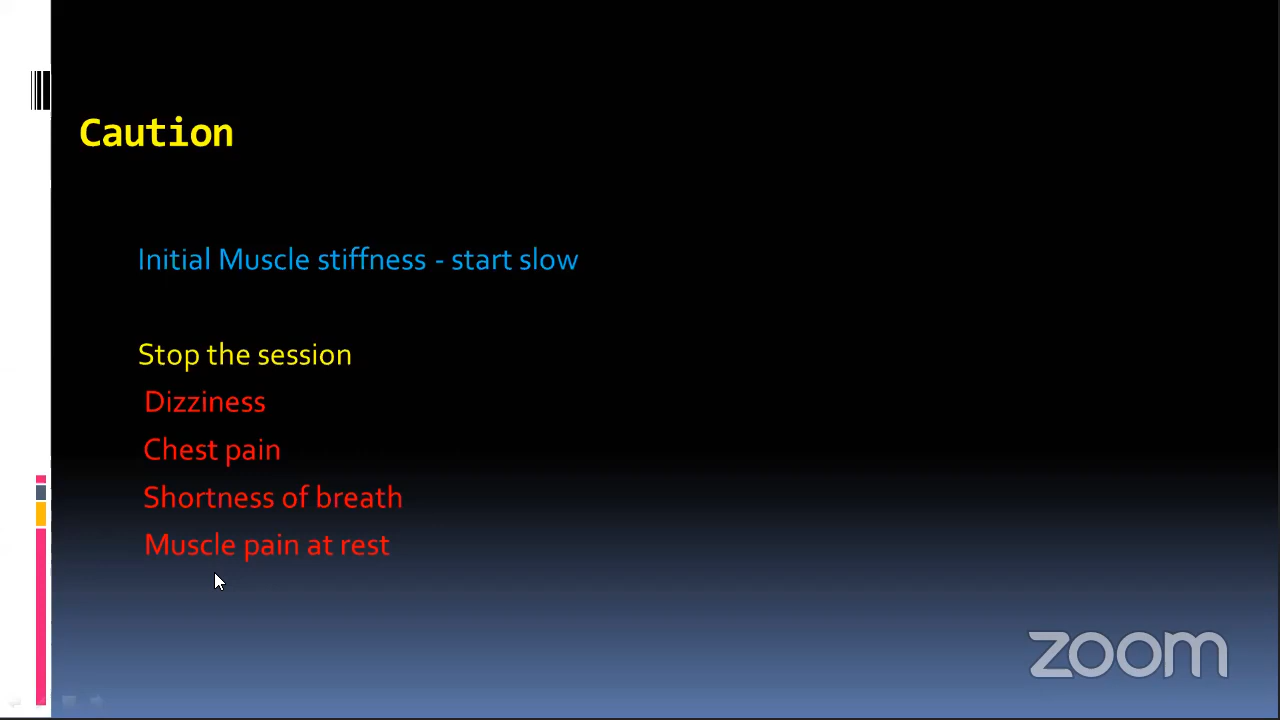 Caution
Initial Muscle stiffness - start slow
Stop the session
Dizziness
Chest pain
Shortness of breath
Muscle pain at rest
zoom